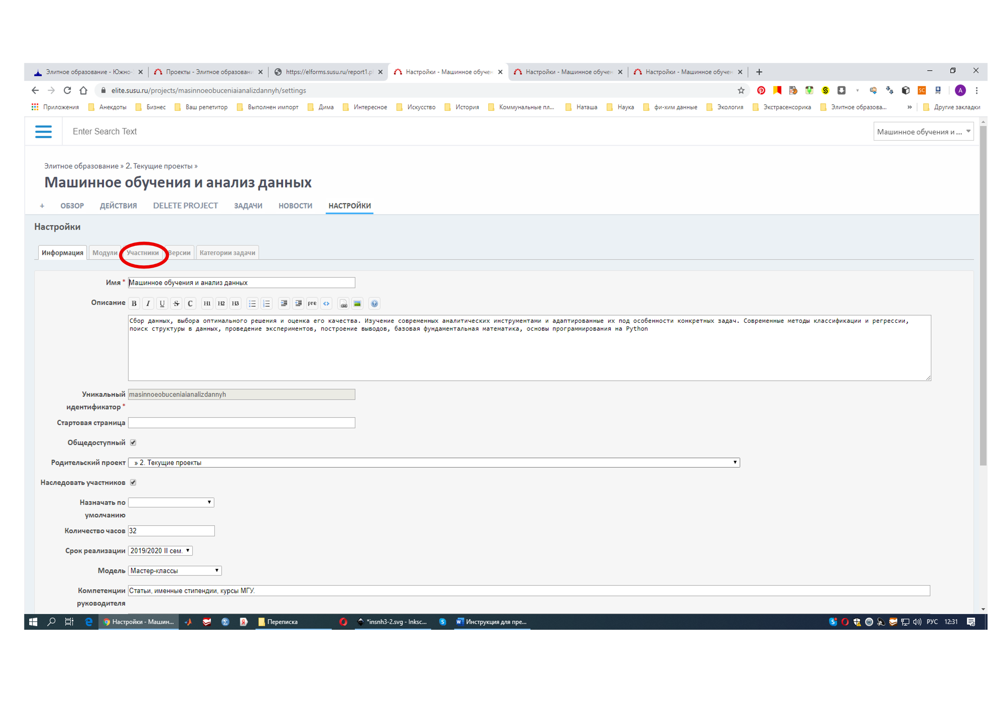 Элитное образование - Южно-
Проекты - Элитное образовани
https://elforms.susu.ru/report1.p
Настройки - Машинное обучен
Настройки - Машинное обучен
Настройки - Машинное обучен
elite.susu.ru/projects/masinnoeobuceniaianalizdannyh/settings
Приложения Анекдоты Бизнес Ваш репетитор Выполнен импорт Дима Интересное Искусство История Коммунальные пл... Наташа Наука фи-хим данные Экология Экстрасенсорика Элитное образова... » Другие закладки
Enter Search Text
Машинное обучения и ...
Элитное образование » 2. Текущие проекты »
Машинное обучения и анализ данных
+ ОБЗОР ДЕЙСТВИЯ DELETE PROJECT ЗАДАЧИ НОВОСТИ НАСТРОЙКИ
Настройки
Информация Модули Участники Версии Категории задачи
Имя * Машинное обучения и анализ данных
Описание B I U S C H1 H2 H3 pre <>
Сбор данных, выбора оптимального решения и оценка его качества. Изучение современных аналитических инструментами и адаптированные их под особенности конкретных задач. Современные методы классификации и регрессии,
поиск структуры в данных, проведение экспериментов, построение выводов, базовая фундаментальная математика, основы программирования на Python
Уникальный masinnoeobuceniaianalizdannyh
идентификатор *
Стартовая страница
Общедоступный
Родительский проект » 2. Текущие проекты
Наследовать участников
Назначать по
умолчанию
Количество часов 32
Срок реализации 2019/2020 II сем.
Модель Мастер-классы
Компетенции Статьи, именные стипендии, курсы МГУ.
руководителя
Настройки - Машин... Переписка *insnh3-2.svg - Inksc... Инструкция для пре... РУС 12:31